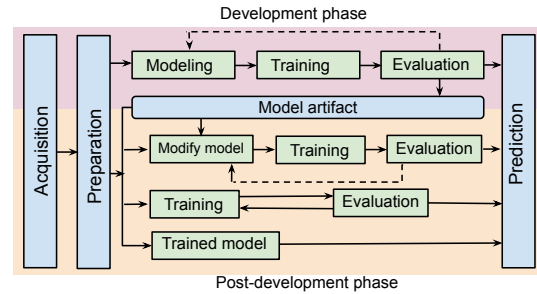 Development phase
Acquisition
Preparation
Modeling
Training
Evaluation
Prediction
Model artifact
Modify model
Training
Evaluation
Training
Evaluation
Trained model
Post-development phase